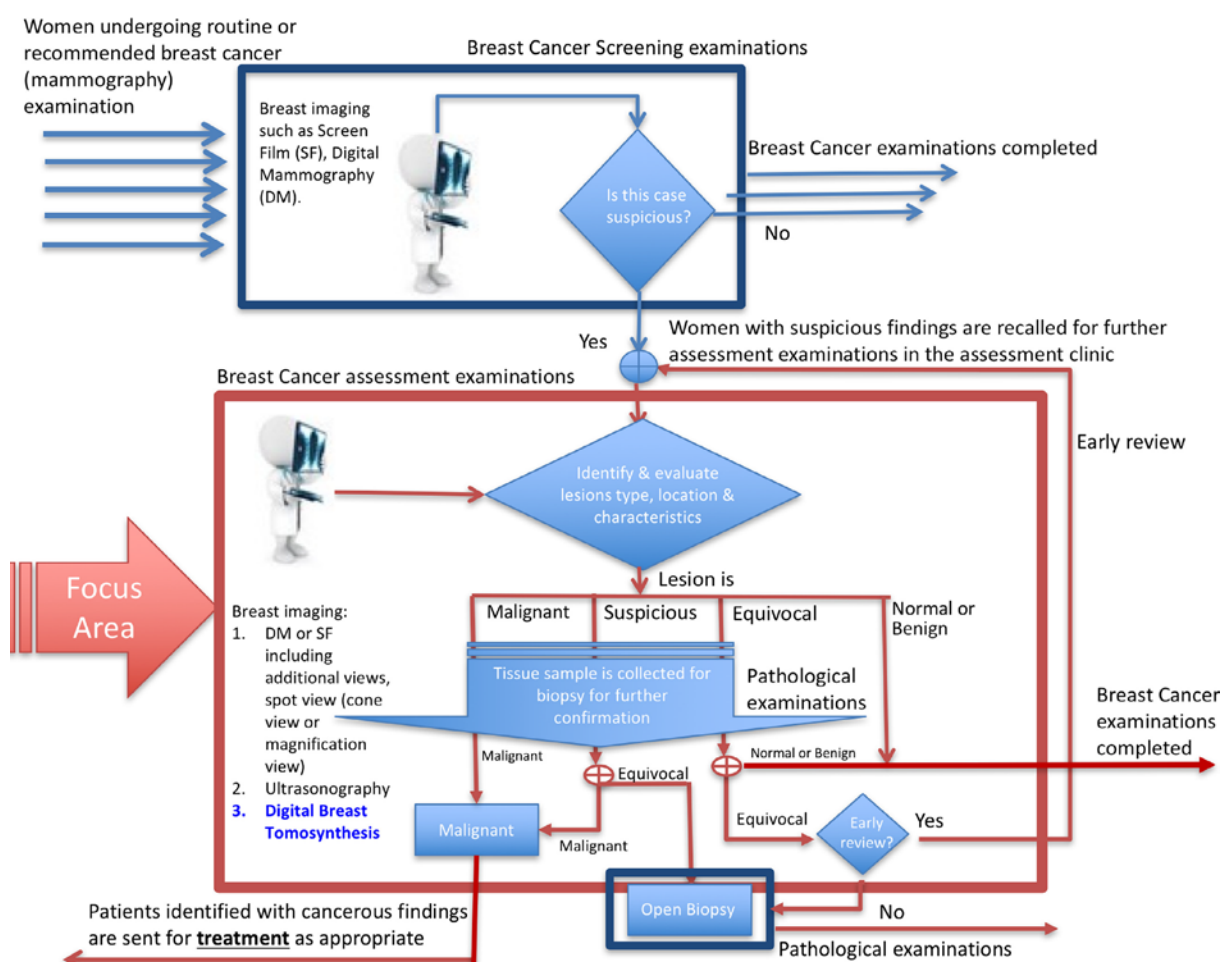 Women undergoing routine or
recommended breast cancer
(mammography)
examination
Breast Cancer Screening examinations
Breast imaging
such as Screen
Film (SF), Digital
Mammography
(DM).
Is this case
suspicious?
Breast Cancer examinations completed
No
Yes
Women with suspicious findings are recalled for further
assessment examinations in the assessment clinic
Breast Cancer assessment examinations
Early review
Identify & evaluate
lesions type, location &
characteristics
Focus
Area
Lesion is
Malignant
Suspicious
Equivocal
Normal or
Benign
Breast imaging:
1. DM or SF
including
additional views,
spot view (cone
view or
magnification
view)
2. Ultrasonography
3. Digital Breast
Tomosynthesis
Tissue sample is collected for
biopsy for further
confirmation
Pathological
examinations
Breast Cancer
examinations
completed
Malignant
Equivocal
Normal or Benign
Malignant
Malignant
Equivocal
Early
review?
Yes
Open Biopsy
No
Pathological examinations
Patients identified with cancerous findings
are sent for treatment as appropriate